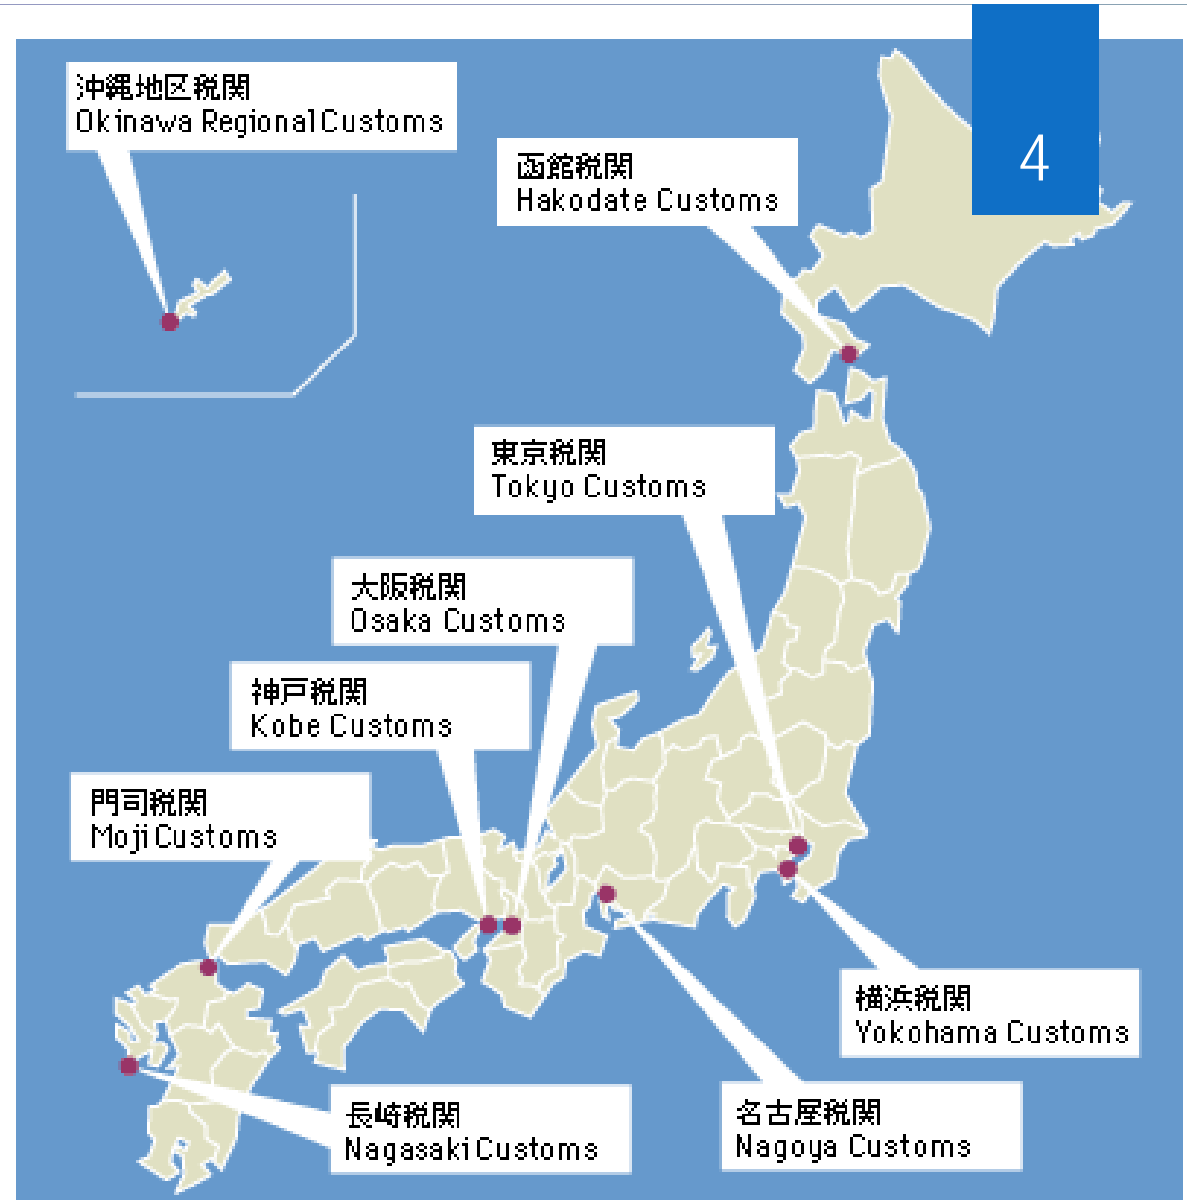 4
沖縄地区税関
Okinawa Regional Customs
函館税関
Hakodate Customs
東京税関
Tokyo Customs
大阪税関
Osaka Customs
神戸税関
Kobe Customs
門司税関
Moji Customs
横浜税関
Yokohama Customs
名古屋税関
Nagoya Customs
長崎税関
Nagasaki Customs